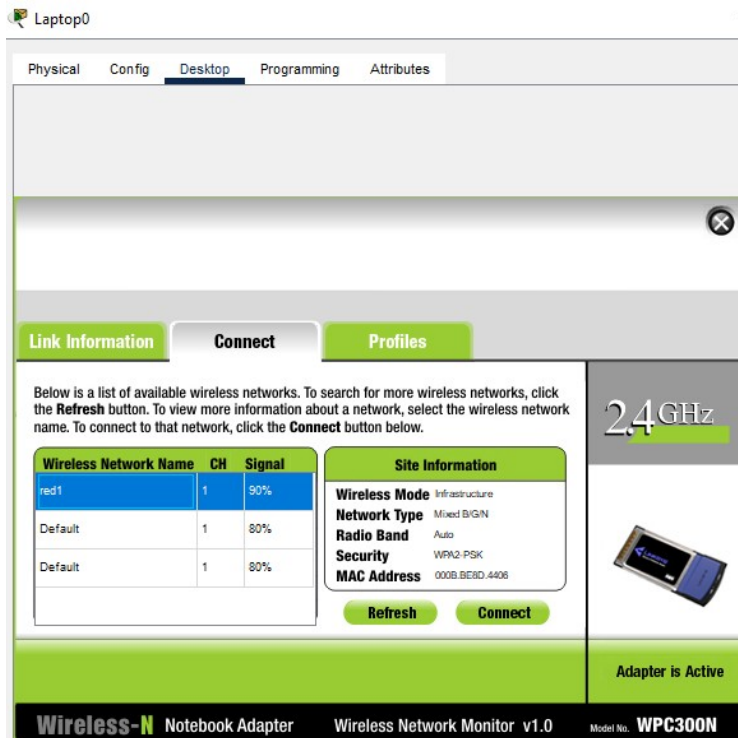 Laptop0
Physical Config Desktop Programming Attributes
Link Information Connect Profiles
Below is a list of available wireless networks. To search for more wireless networks, click
the Refresh button. To view more information about a network, select the wireless network
name. To connect to that network, click the Connect button below.
2.4GHz
Wireless Network Name CH Signal
red1 1 90%
Default 1 80%
Default 1 80%
Site Information
Wireless Mode Infrastructure
Network Type Mixed B/G/N
Radio Band Auto
Security WPA2-PSK
MAC Address 000B.BE8D.4406
Refresh Connect
Adapter is Active
Wireless-N Notebook Adapter Wireless Network Monitor v1.0 Model No. WPC300N